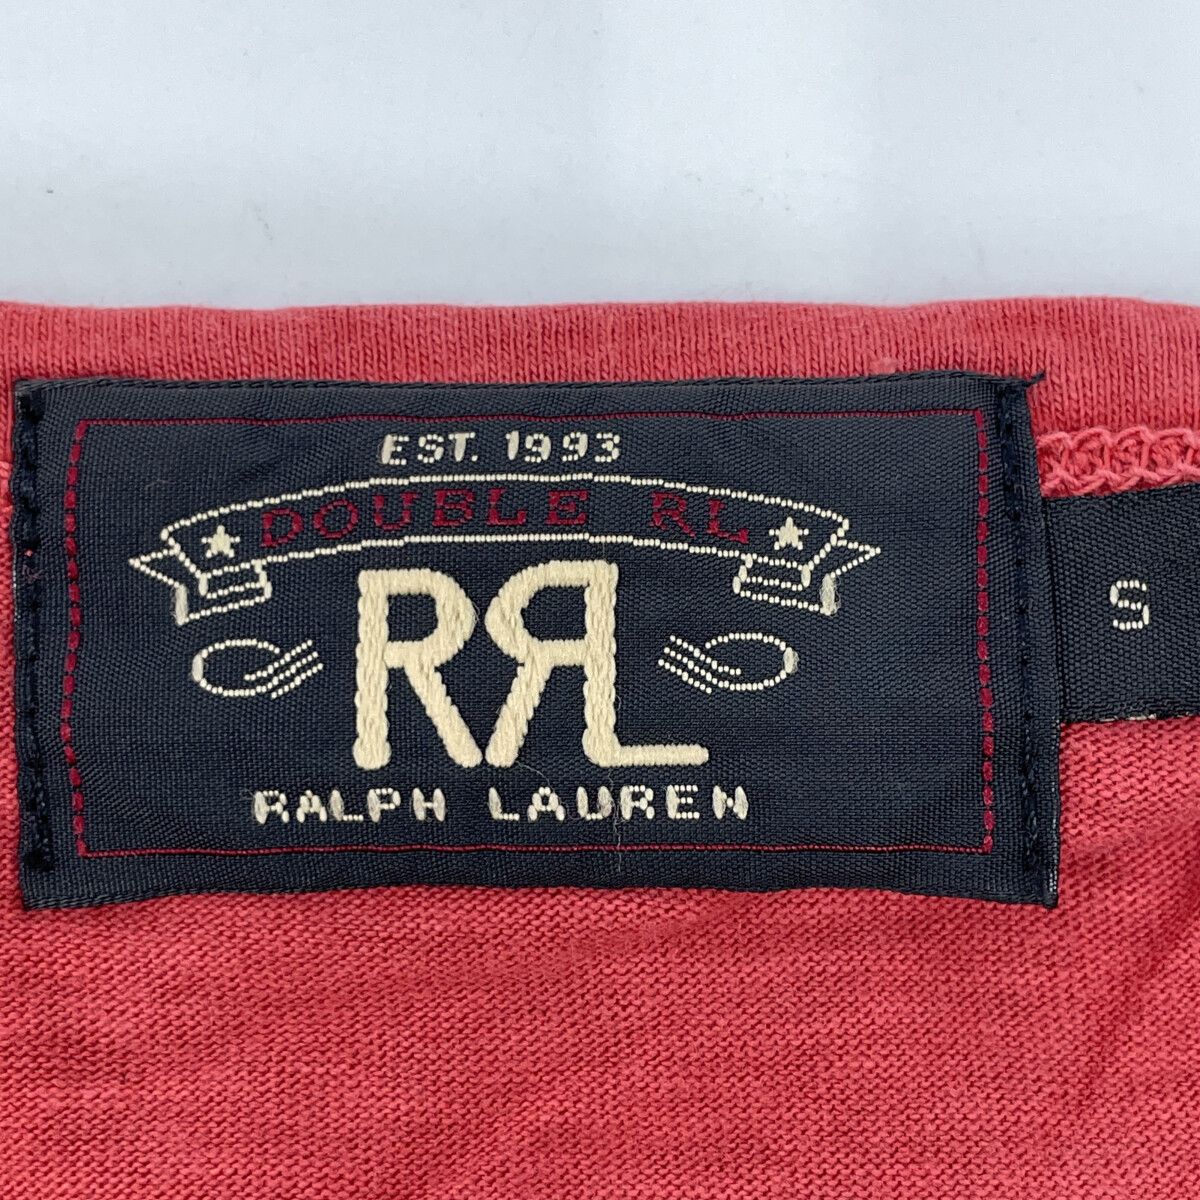 EST. 1993
DOUBLE RL
RRL
RALPH LAUREN
S